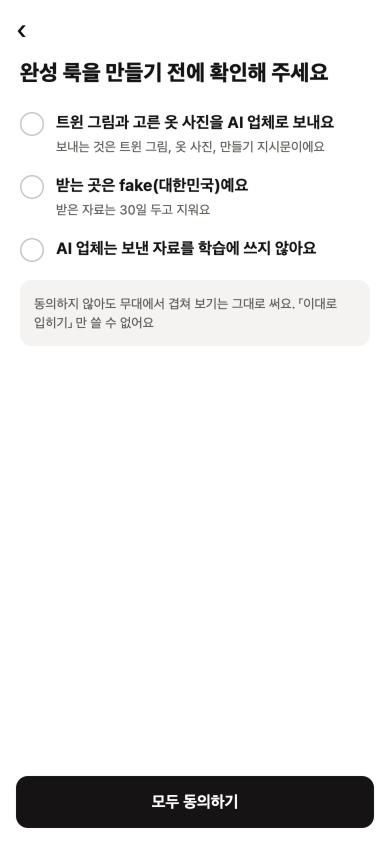 완성 룩을 만들기 전에 확인해 주세요
트윈 그림과 고른 옷 사진을 AI 업체로 보내요
보내는 것은 트윈 그림, 옷 사진, 만들기 지시문이에요
받는 곳은 fake(대한민국)예요
받은 자료는 30일 두고 지워요
AI 업체는 보낸 자료를 학습에 쓰지 않아요
동의하지 않아도 무대에서 겹쳐 보기는 그대로 써요. 「이대로
입히기」만 쓸 수 없어요
모두 동의하기